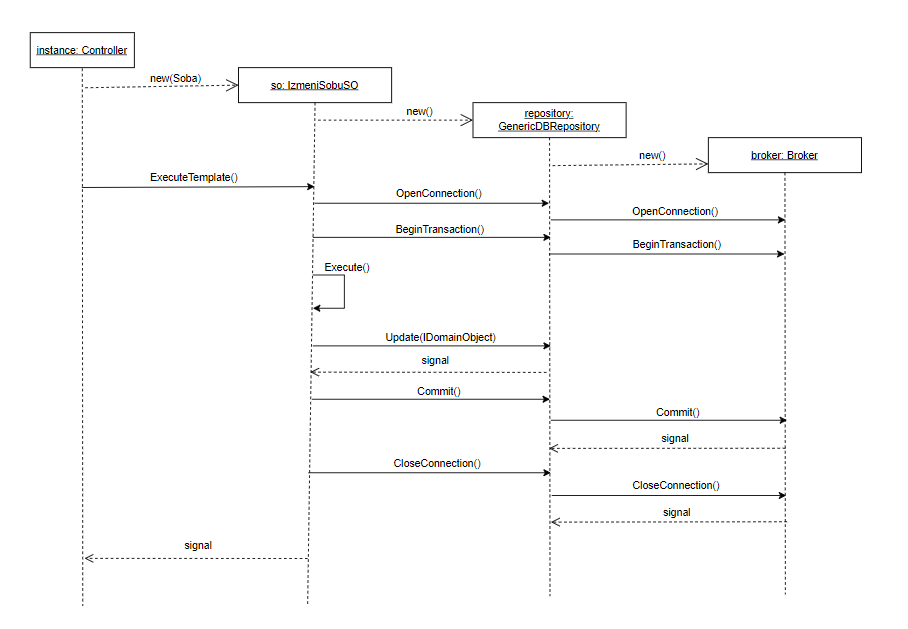 instance: Controller
new(Soba)
so: IzmeniSobuSO
new()
repository:
GenericDBRepository
new()
broker: Broker
ExecuteTemplate()
OpenConnection()
OpenConnection()
BeginTransaction()
BeginTransaction()
Execute()
Update(IDomainObject)
signal
Commit()
Commit()
signal
CloseConnection()
CloseConnection()
signal
signal